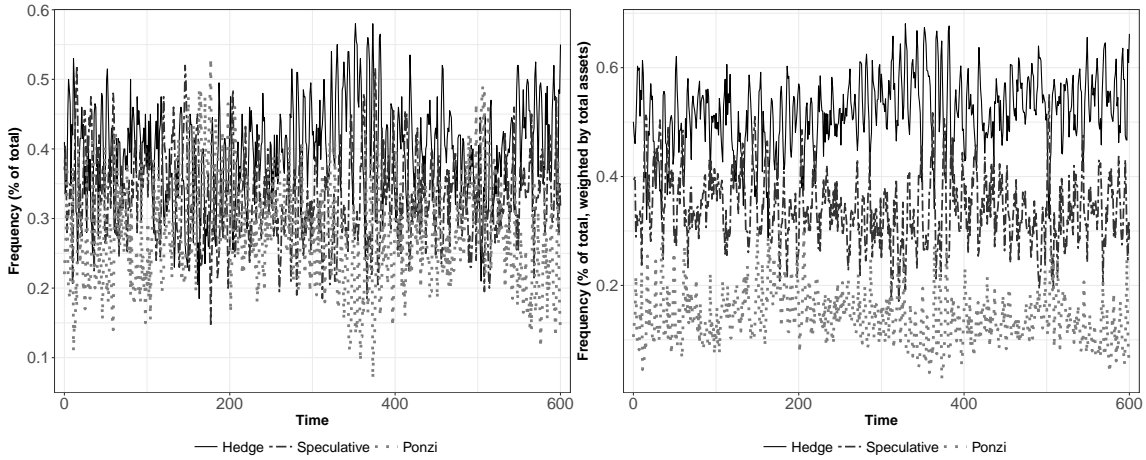 Frequency (% of total)
0.6
0.5
0.4
0.3
0.2
0.1
0 200 400 600
Time
Hedge Speculative Ponzi
Frequency (% of total, weighted by total assets)
0.6
0.4
0.2
0 200 400 600
Time
Hedge Speculative Ponzi